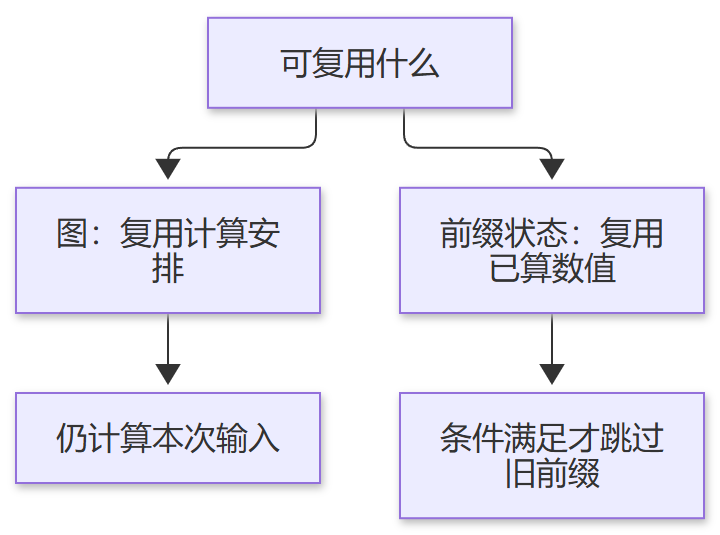 可复用什么
图：复用计算安
排
前缀状态：复用
已算数值
仍计算本次输入
条件满足才跳过
旧前缀